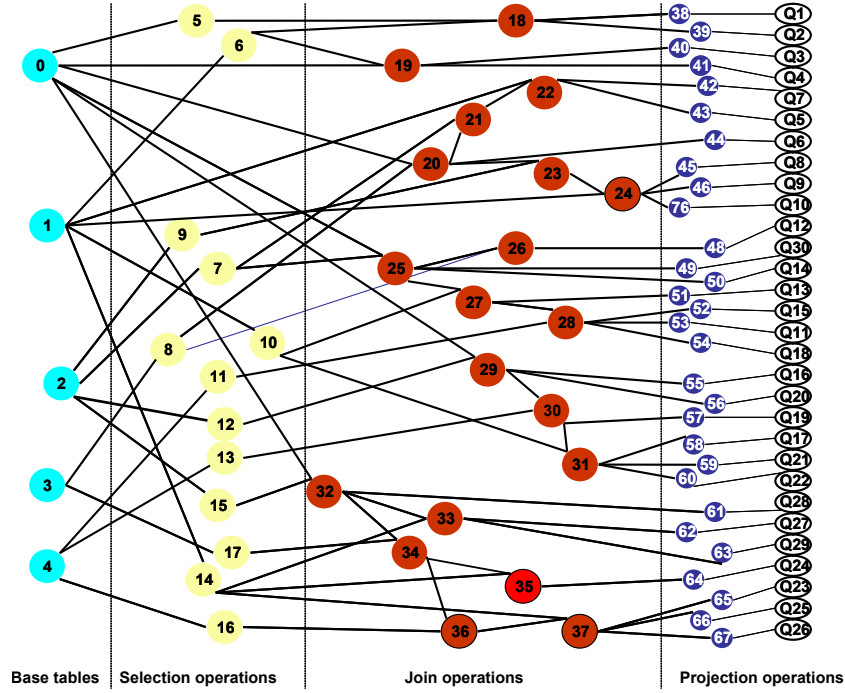 5 18 38 Q1
6 39 Q2
0 19 40 Q3
41 Q4
22 42 Q7
21 43 Q5
20 44 Q6
23 45 Q8
24 46 Q9
76 Q10
1 9 Q12
7 25 26 48 Q30
49 Q14
50 Q13
27 51 Q15
28 52 Q11
8 10 53 Q18
54
2 11 29 55 Q16
56 Q20
12 30 57 Q19
13 58 Q17
31 59 Q21
3 32 60 Q22
15 61 Q28
33 62 Q27
17 34 63 Q29
4 14 35 64 Q24
65 Q23
16 36 37 66 Q25
67 Q26
Base tables Selection operations Join operations Projection operations